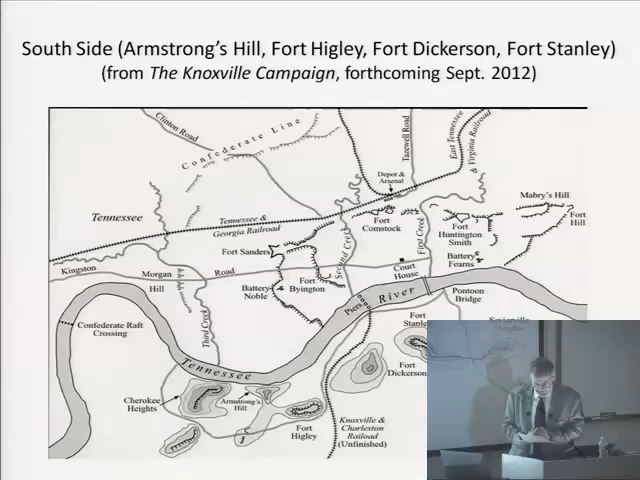 South Side (Armstrong's Hill, Fort Higley, Fort Dickerson, Fort Stanley)
(from The Knoxville Campaign, forthcoming Sept. 2012)
Clinton Road
Confederate Line
Tazewell Road
East Tennessee
& Virginia Railroad
Depot &
Arsenal
Mabry's Hill
Tennessee
Tennessee &
Georgia Railroad
Fort
Comstock
Fort
Huntington
Smith
Fort
Hill
Fort Sanders
Second Creek
First Creek
Kingston
Morgan
Hill
Road
Battery
Noble
Fort
Byington
Court
House
Battery
Fearns
Piers
River
Pontoon
Bridge
Confederate Raft
Crossing
Third Creek
Tennessee
Fort
Stanley
Fort
Dickerson
Cherokee
Heights
Armstrong's
Hill
Fort
Higley
Knoxville &
Charleston
Raiload
(Unfinished)